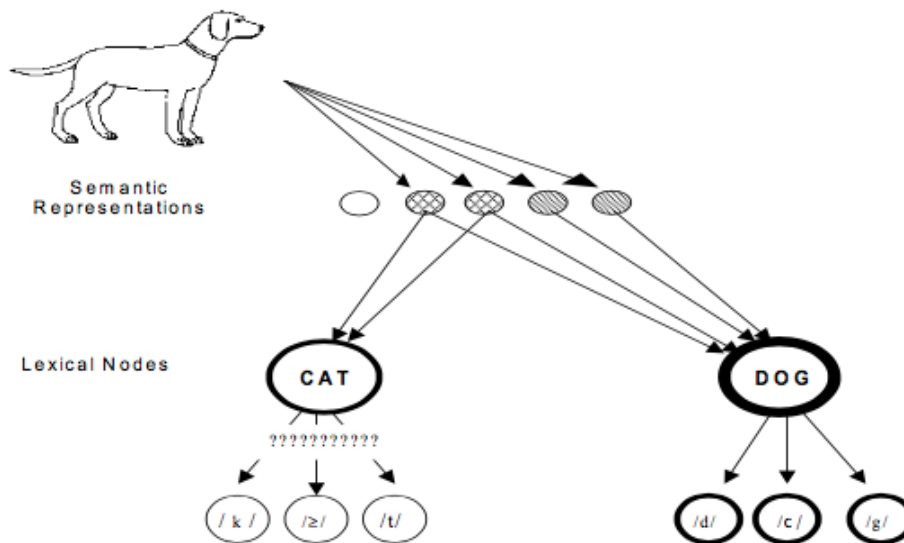 Semantic
Representations
Lexical Nodes
CAT
DOG
???????????
/ k /
/≥/
/t/
/d/
/c/
/g/